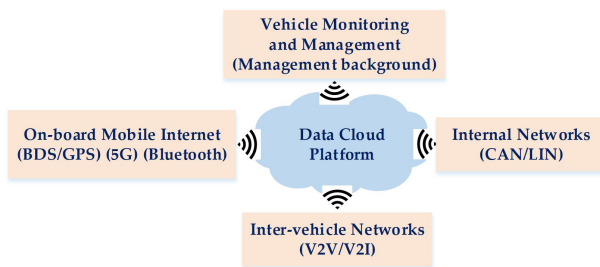 Vehicle Monitoring
and Management
(Management background)
On-board Mobile Internet
(BDS/GPS) (5G) (Bluetooth)
Data Cloud
Platform
Internal Networks
(CAN/LIN)
Inter-vehicle Networks
(V2V/V2I)